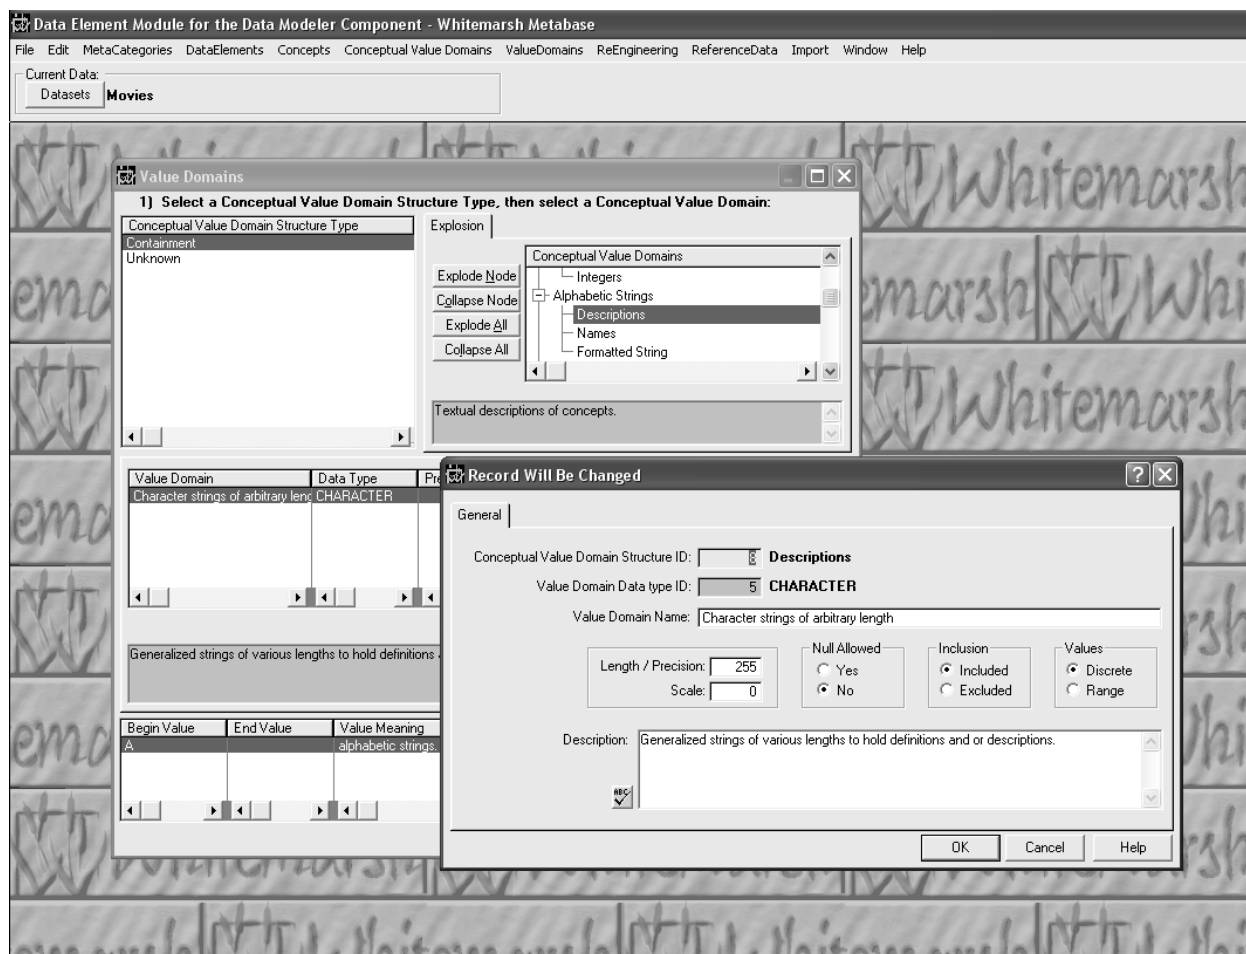 Data Element Module for the Data Modeler Component - Whitemarsh Metabase
File Edit MetaCategories DataElements Concepts Conceptual Value Domains ValueDomains ReEngineering ReferenceData Import Window Help
Current Data:
Datasets Movies
Value Domains
1) Select a Conceptual Value Domain Structure Type, then select a Conceptual Value Domain:
Conceptual Value Domain Structure Type
Containment
Unknown
Explosion
Explode Node
Collapse Node
Explode All
Collapse All
Conceptual Value Domains
Integers
Alphabetic Strings
Descriptions
Names
Formatted String
Textual descriptions of concepts.
Value Domain Data Type Pre
Character strings of arbitrary leng CHARACTER
Generalized strings of various lengths to hold definitions
Begin Value End Value Value Meaning
A alphabetic strings.
Record Will Be Changed
General
Conceptual Value Domain Structure ID: 8 Descriptions
Value Domain Data type ID: 5 CHARACTER
Value Domain Name: Character strings of arbitrary length
Length / Precision: 255
Scale: 0
Null Allowed
Yes
No
Inclusion
Included
Excluded
Values
Discrete
Range
Description: Generalized strings of various lengths to hold definitions and or descriptions.
ABC
OK Cancel Help
Whitemarsh
Whitemarsh